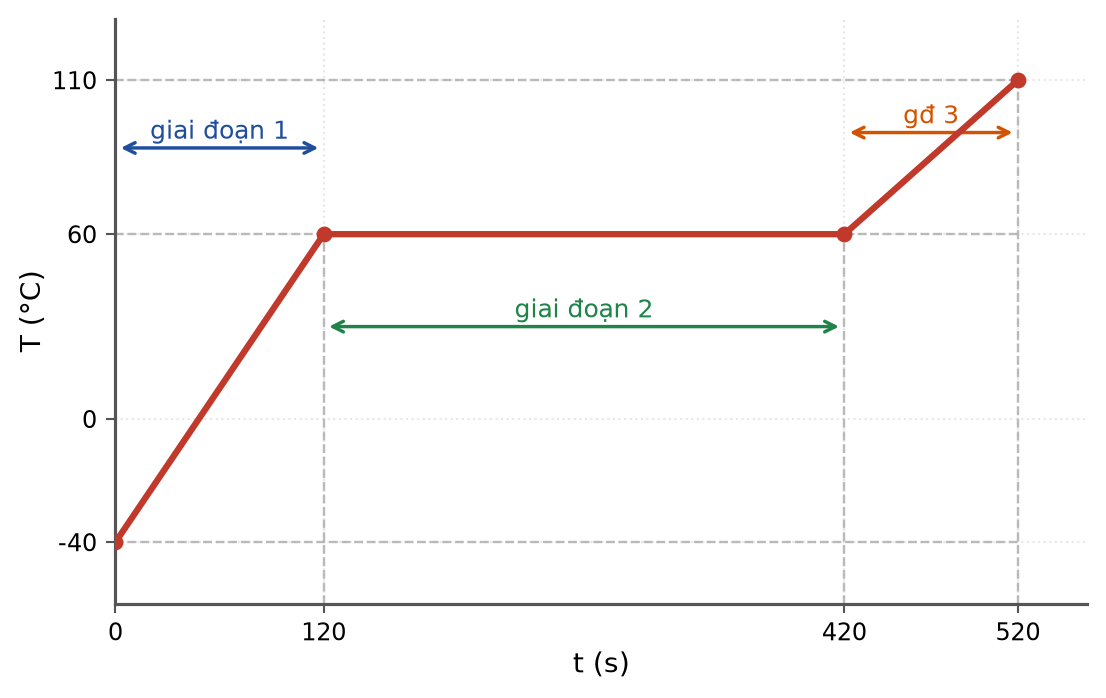 110
giai đoạn 1
gđ 3
60
giai đoạn 2
T (°C)
0
-40
0
120
420
520
t (s)